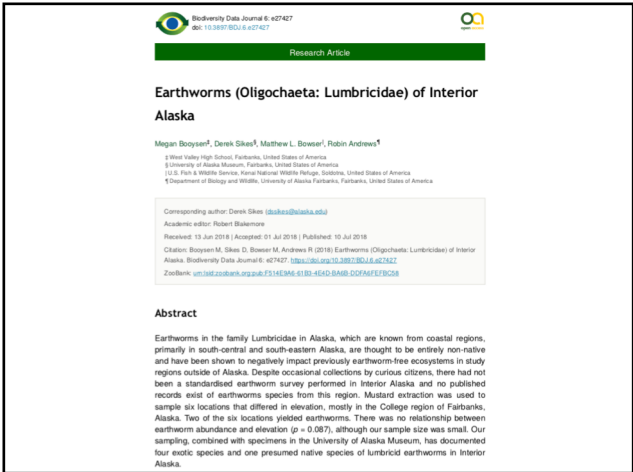 Biodiversity Data Journal 6: e27427
doi: 10.3897/BDJ.6.e27427
Research Article
Earthworms (Oligochaeta: Lumbricidae) of Interior
Alaska
Megan Booysen‡, Derek Sikes§, Matthew L. Bowser|, Robin Andrews¶
‡ West Valley High School, Fairbanks, United States of America
§ University of Alaska Museum, Fairbanks, United States of America
| U.S. Fish & Wildlife Service, Kenai National Wildlife Refuge, Soldotna, United States of America
¶ Department of Biology and Wildlife, University of Alaska Fairbanks, Fairbanks, United States of America
Corresponding author: Derek Sikes (dssikes@alaska.edu)
Academic editor: Robert Blakemore
Received: 13 Jun 2018 | Accepted: 01 Jul 2018 | Published: 10 Jul 2018
Citation: Booysen M, Sikes D, Bowser M, Andrews R (2018) Earthworms (Oligochaeta: Lumbricidae) of Interior
Alaska. Biodiversity Data Journal 6: e27427. https://doi.org/10.3897/BDJ.6.e27427
ZooBank: urn:lsid:zoobank.org:pub:F514E9A6-61B3-4E4D-BA6B-DDFA6FEFBC58
Abstract
Earthworms in the family Lumbricidae in Alaska, which are known from coastal regions,
primarily in south-central and south-eastern Alaska, are thought to be entirely non-native
and have been shown to negatively impact previously earthworm-free ecosystems in study
regions outside of Alaska. Despite occasional collections by curious citizens, there had not
been a standardised earthworm survey performed in Interior Alaska and no published
records exist of earthworms species from this region. Mustard extraction was used to
sample six locations that differed in elevation, mostly in the College region of Fairbanks,
Alaska. Two of the six locations yielded earthworms. There was no relationship between
earthworm abundance and elevation (p = 0.087), although our sample size was small. Our
sampling, combined with specimens in the University of Alaska Museum, has documented
four exotic species and one presumed native species of lumbricid earthworms in Interior
Alaska.